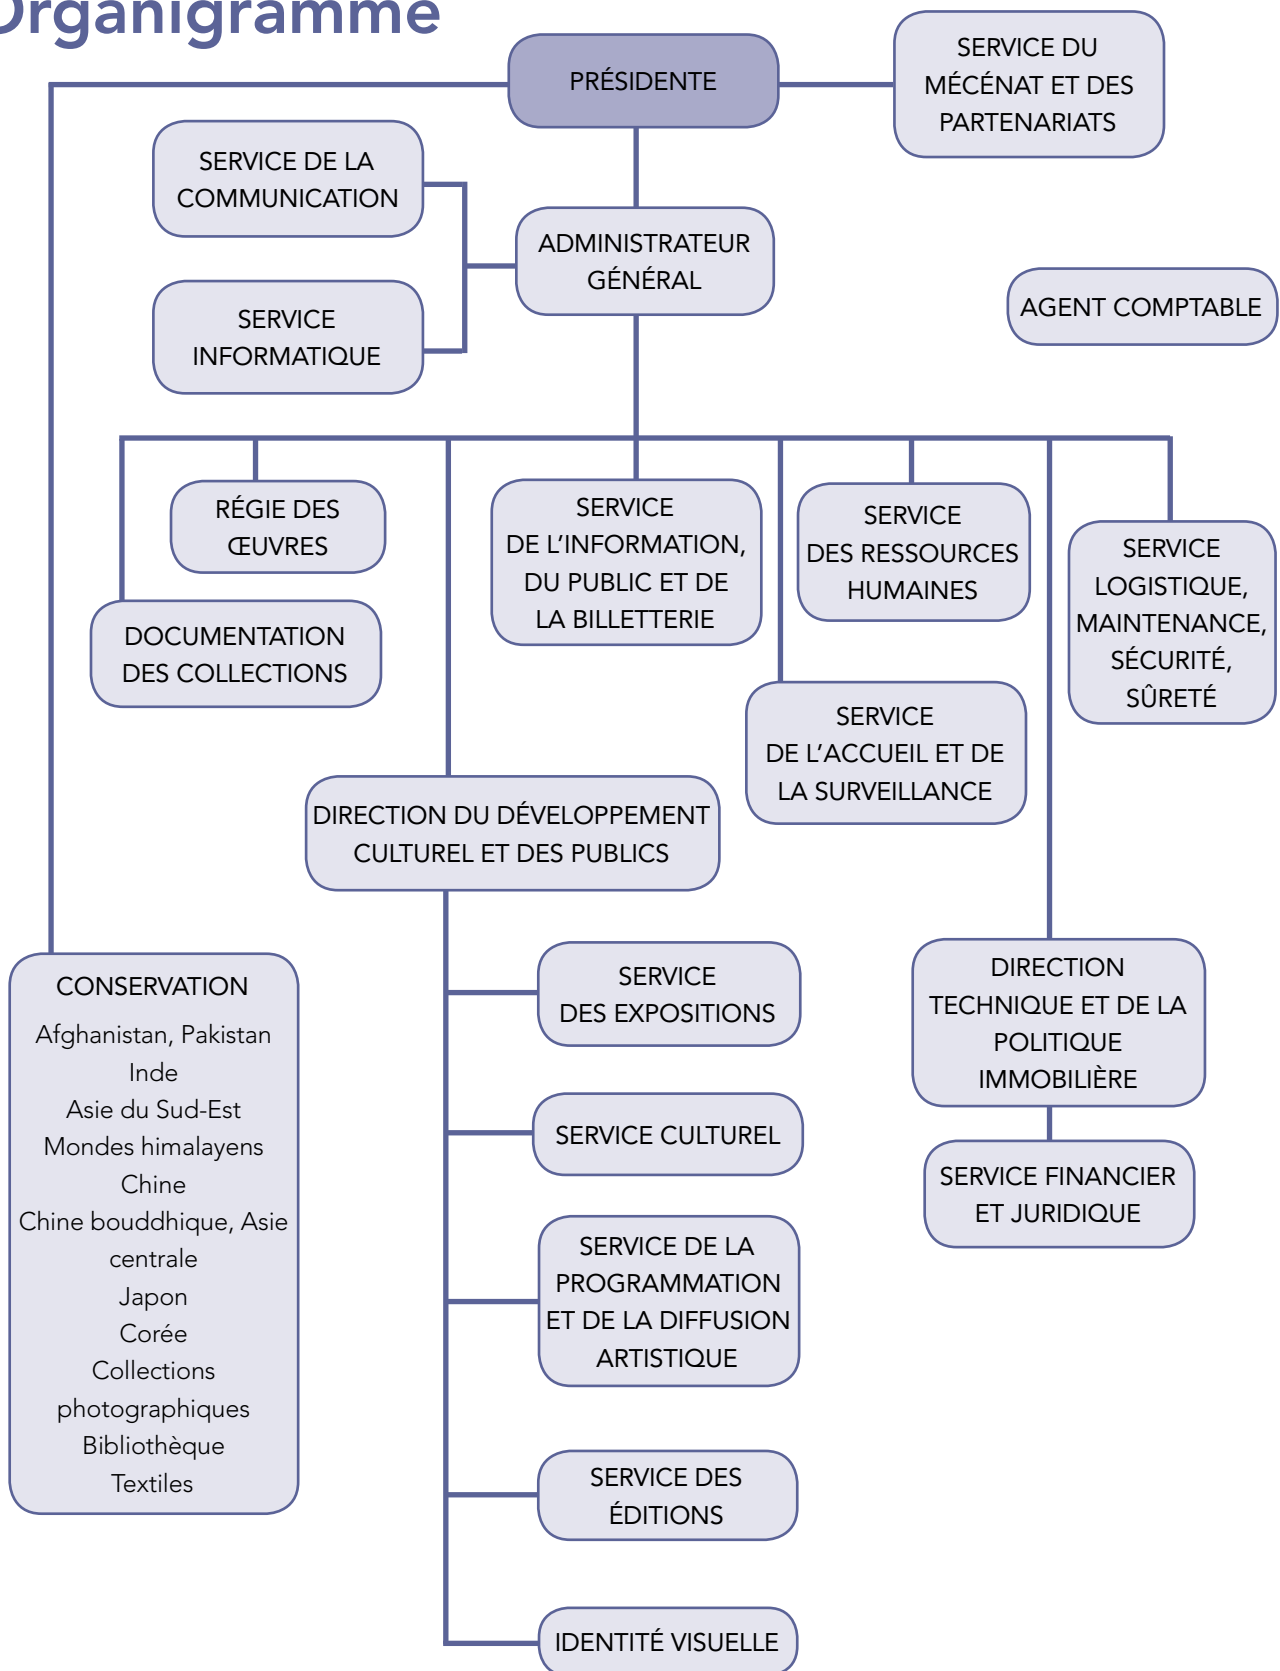 Organigramme
PRÉSIDENTE
SERVICE DU
MÉCÉNAT ET DES
PARTENARIATS
SERVICE DE LA
COMMUNICATION
ADMINISTRATEUR
GÉNÉRAL
SERVICE
INFORMATIQUE
AGENT COMPTABLE
RÉGIE DES
ŒUVRES
DOCUMENTATION
DES COLLECTIONS
SERVICE
DE L’INFORMATION,
DU PUBLIC ET DE
LA BILLETTERIE
SERVICE
DES RESSOURCES
HUMAINES
SERVICE
LOGISTIQUE,
MAINTENANCE,
SÉCURITÉ,
SÛRETÉ
SERVICE
DE L’ACCUEIL ET DE
LA SURVEILLANCE
DIRECTION DU DÉVELOPPEMENT
CULTUREL ET DES PUBLICS
CONSERVATION
Afghanistan, Pakistan
Inde
Asie du Sud-Est
Mondes himalayens
Chine
Chine bouddhique, Asie
centrale
Japon
Corée
Collections
photographiques
Bibliothèque
Textiles
SERVICE
DES EXPOSITIONS
SERVICE CULTUREL
SERVICE DE LA
PROGRAMMATION
ET DE LA DIFFUSION
ARTISTIQUE
SERVICE DES
ÉDITIONS
IDENTITÉ VISUELLE
DIRECTION
TECHNIQUE ET DE LA
POLITIQUE
IMMOBILIÈRE
SERVICE FINANCIER
ET JURIDIQUE